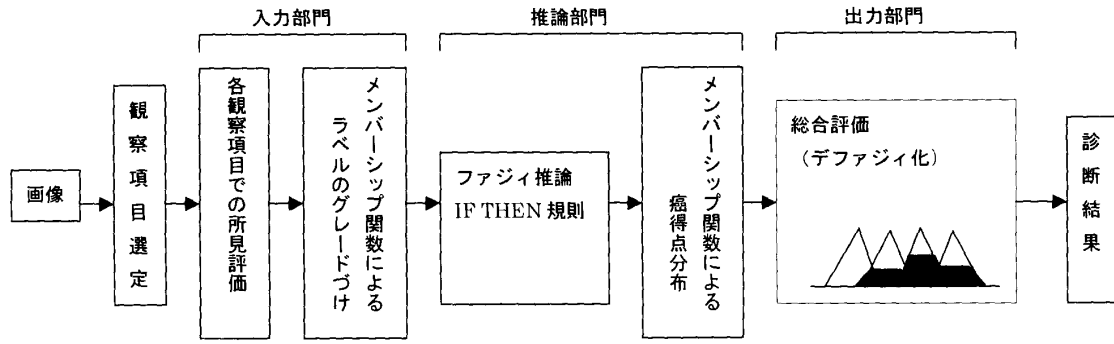 入力部門
推論部門
出力部門
画像
観察項目選定
各観察項目での所見評価
メンバーシップ関数による
ラベルのグレードづけ
ファジィ推論
IF THEN 規則
メンバーシップ関数による
癌得点分布
総合評価
（デファジィ化）
診断結果